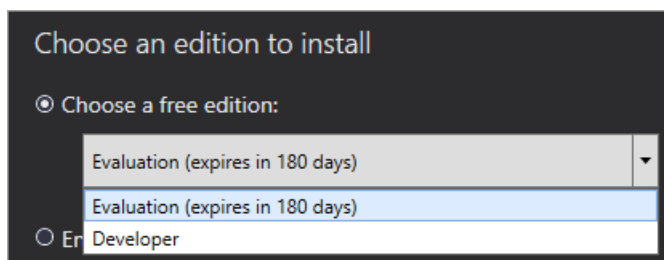 Choose an edition to install
Choose a free edition:
Evaluation (expires in 180 days)
Evaluation (expires in 180 days)
Developer